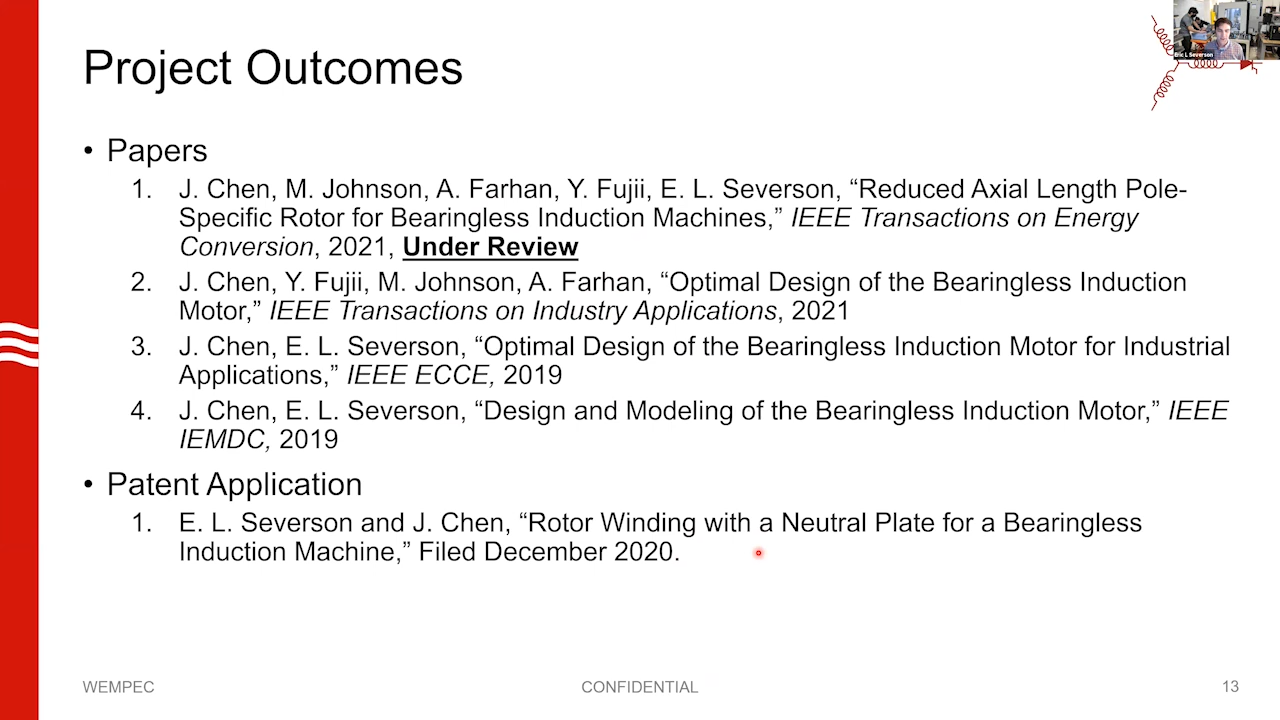 Eric L Severson
Project Outcomes
• Papers
1. J. Chen, M. Johnson, A. Farhan, Y. Fujii, E. L. Severson, “Reduced Axial Length Pole-
Specific Rotor for Bearingless Induction Machines,” IEEE Transactions on Energy
Conversion, 2021, Under Review
2. J. Chen, Y. Fujii, M. Johnson, A. Farhan, “Optimal Design of the Bearingless Induction
Motor,” IEEE Transactions on Industry Applications, 2021
3. J. Chen, E. L. Severson, “Optimal Design of the Bearingless Induction Motor for Industrial
Applications,” IEEE ECCE, 2019
4. J. Chen, E. L. Severson, “Design and Modeling of the Bearingless Induction Motor,” IEEE
IEMDC, 2019
• Patent Application
1. E. L. Severson and J. Chen, “Rotor Winding with a Neutral Plate for a Bearingless
Induction Machine,” Filed December 2020.
WEMPEC CONFIDENTIAL 13